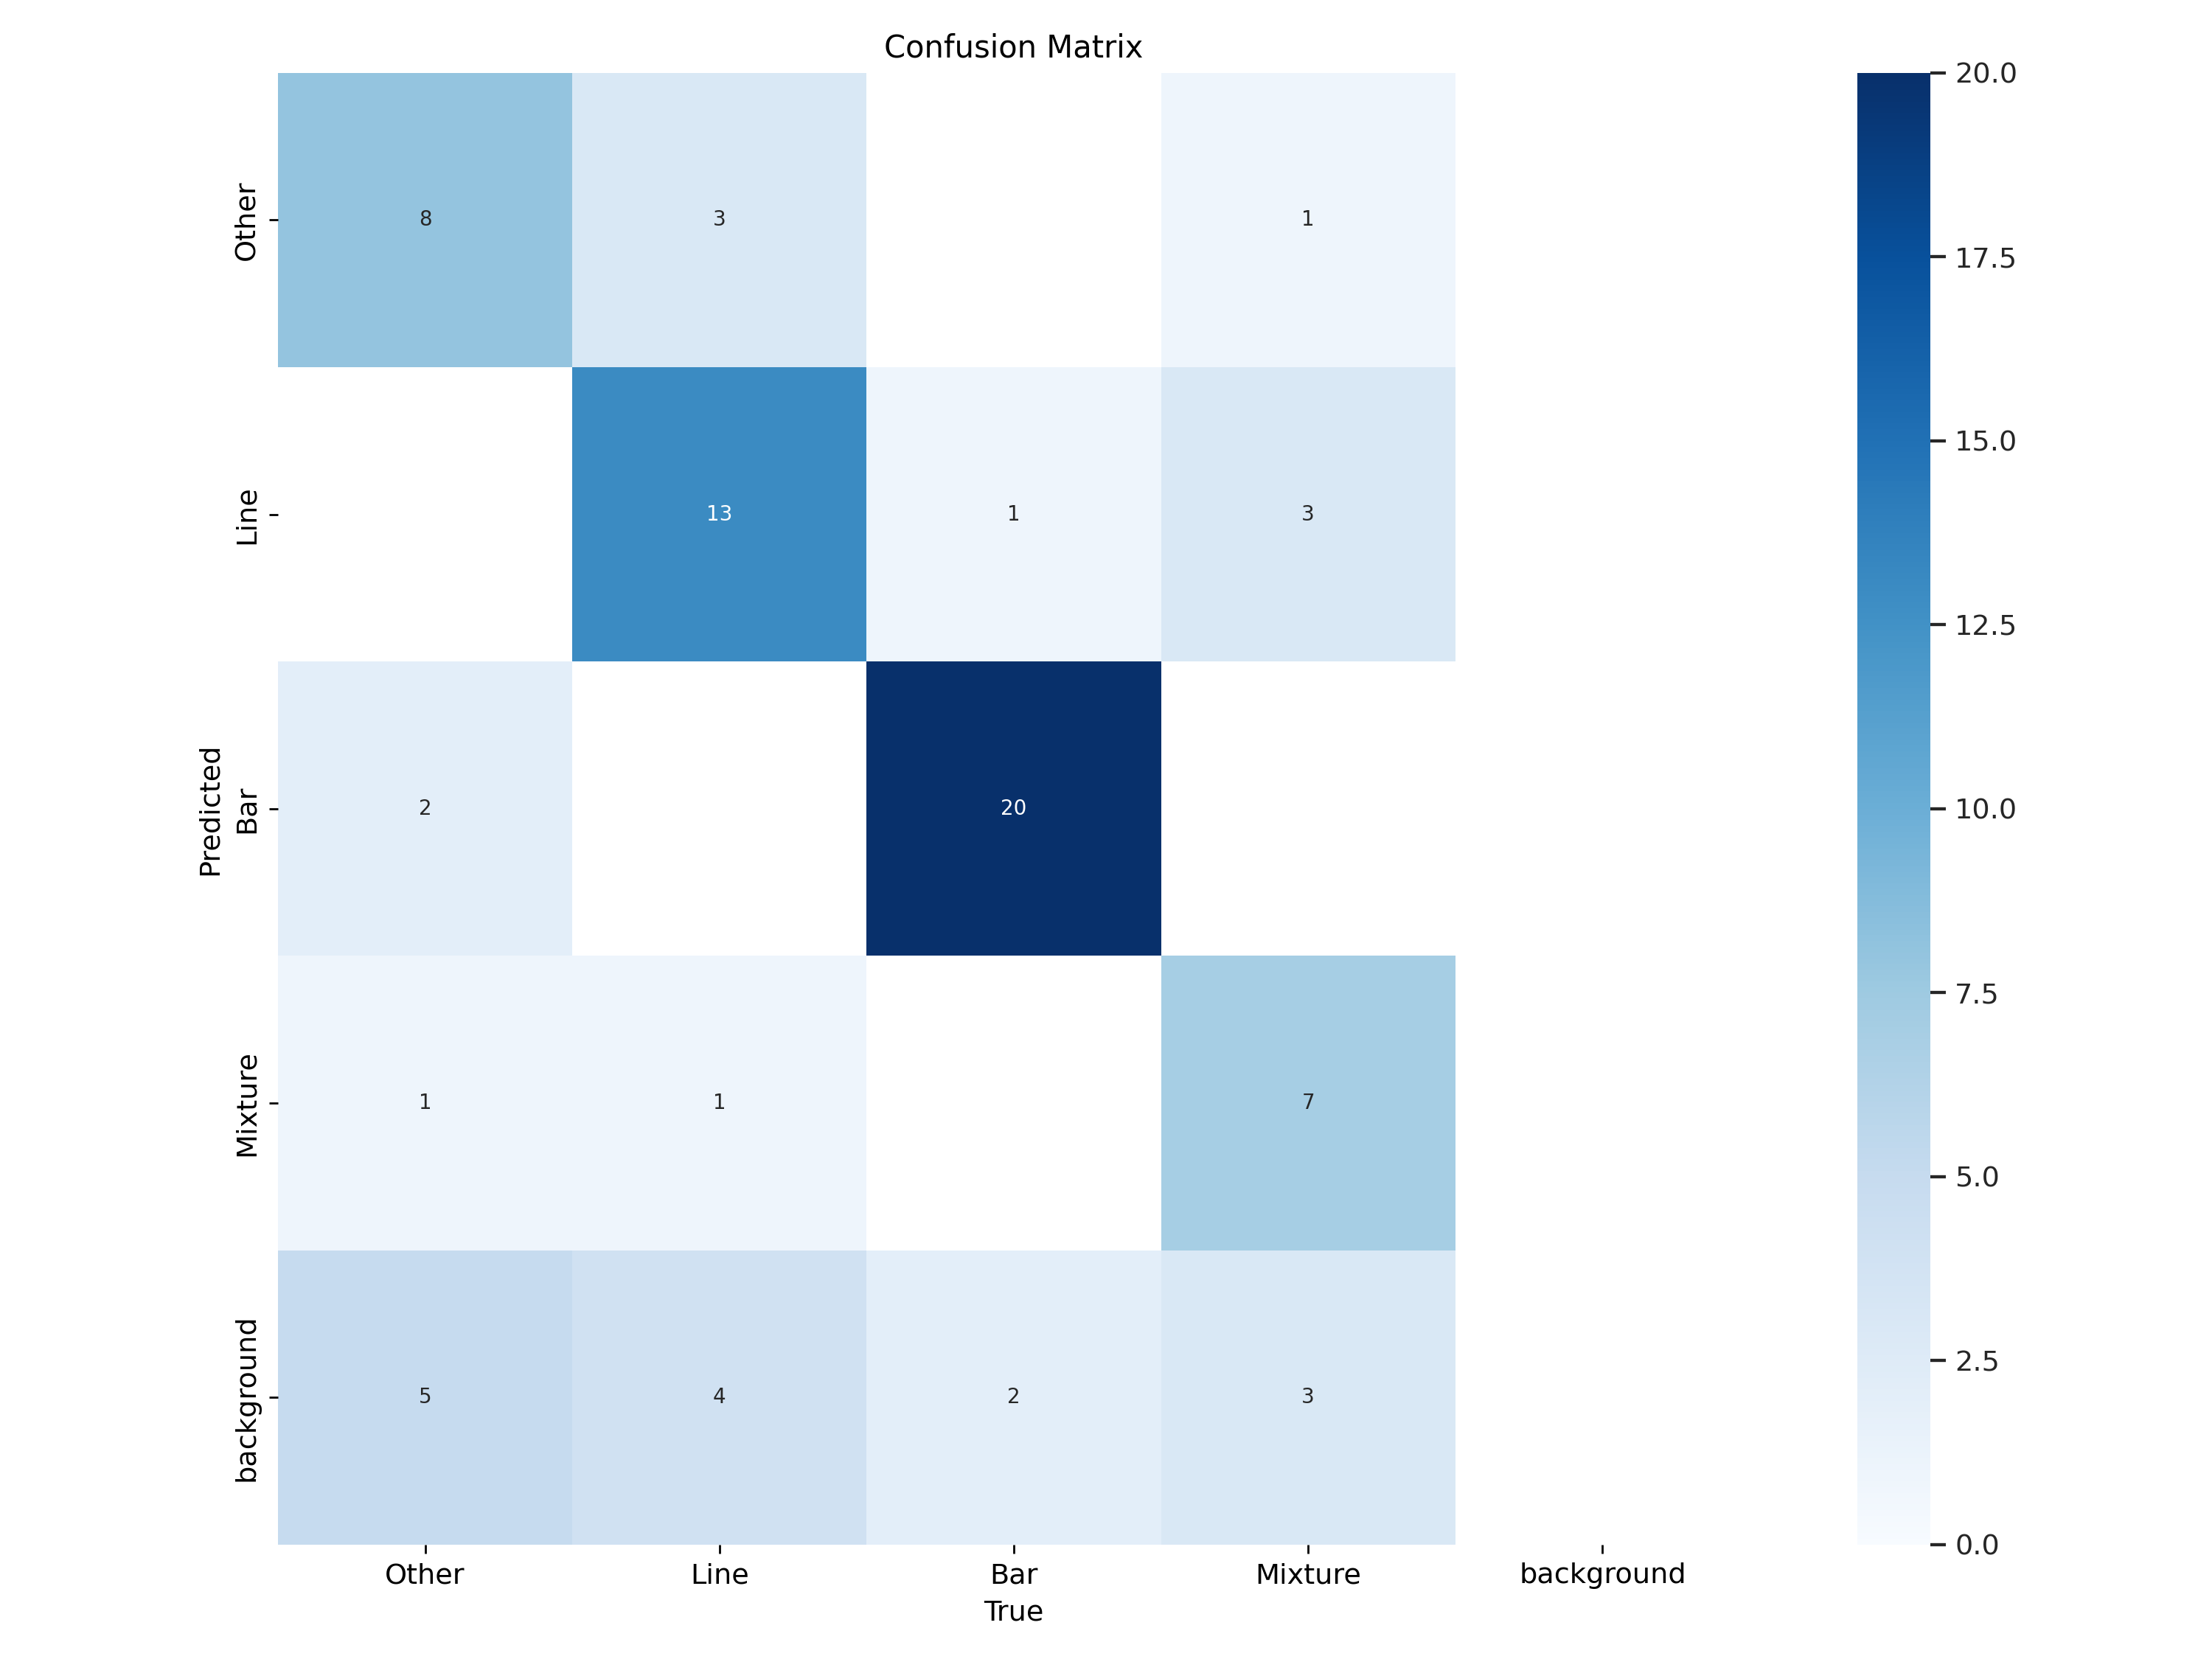 Confusion Matrix
Other
8 3 1
Line
13 1 3
Predicted
Bar
2 20
Mixture
1 1 7
background
5 4 2 3
Other Line Bar Mixture background
True
20.0
17.5
15.0
12.5
10.0
7.5
5.0
2.5
0.0